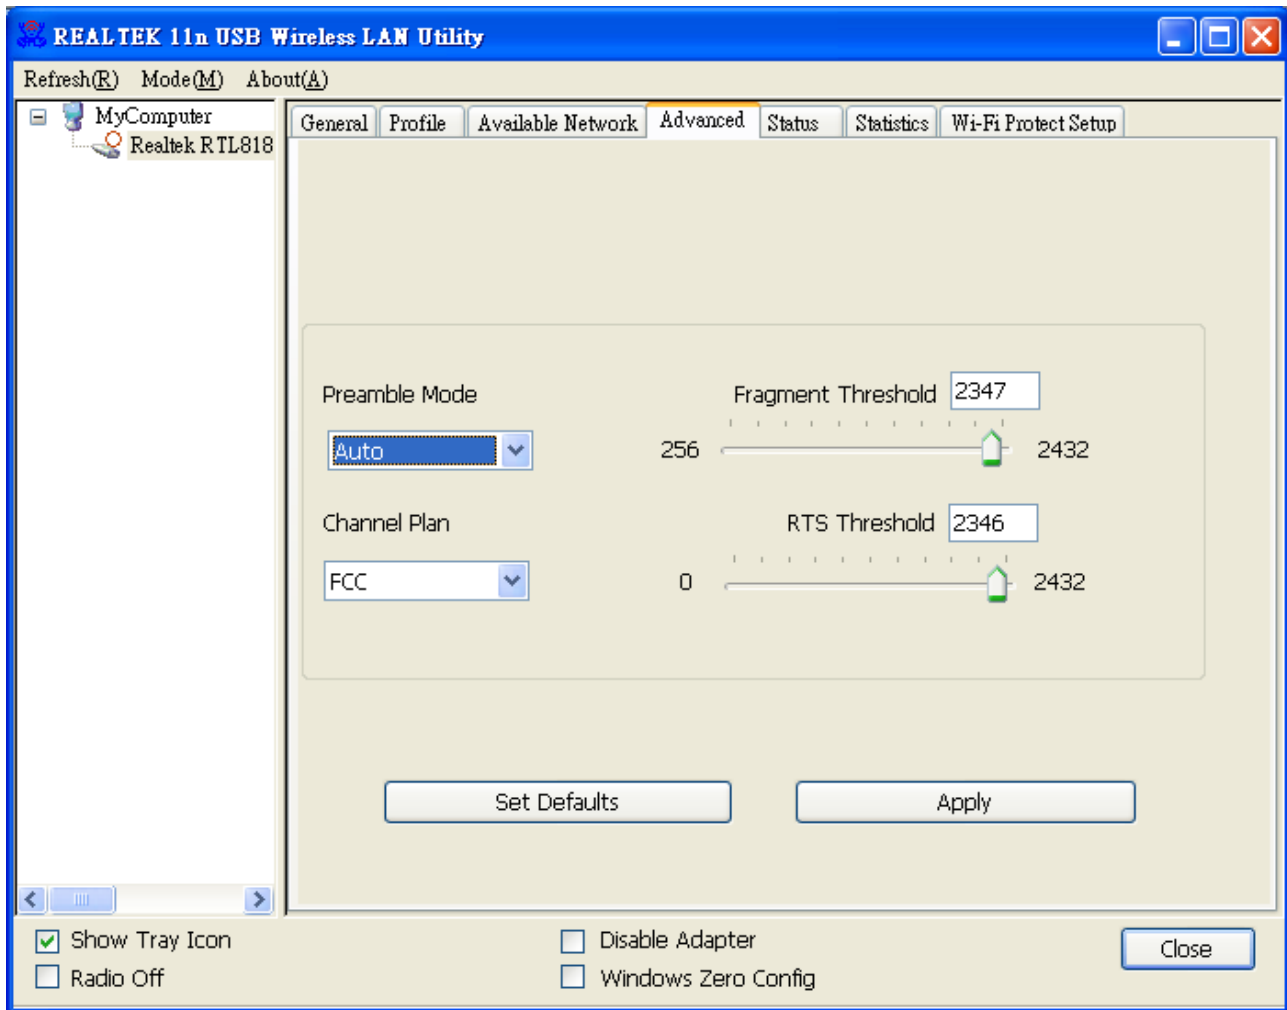 REALTEK 11n USB Wireless LAN Utility
Refresh(R) Mode(M) About(A)
MyComputer
Realtek RTL818
General Profile Available Network Advanced Status Statistics Wi-Fi Protect Setup
Preamble Mode
Auto
Fragment Threshold 2347
256 2432
Channel Plan
FCC
RTS Threshold 2346
0 2432
Set Defaults Apply
Show Tray Icon
Radio Off
Disable Adapter
Windows Zero Config
Close